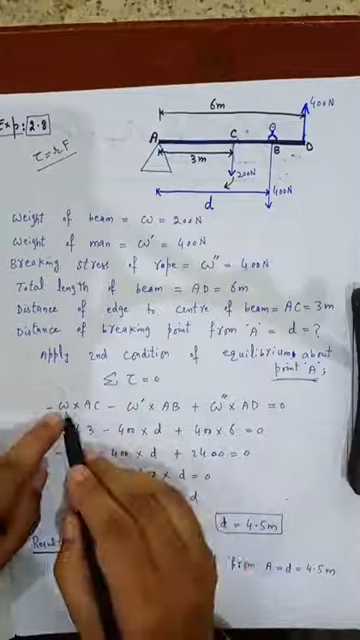 Exp: 2.8
τ = rF
6m
400N
A
C
B
D
3m
200N
400N
d
Weight of beam = ω = 200N
Weight of man = ω' = 400N
Breaking stress of rope = ω'' = 400N
Total length of beam = AD = 6m
Distance of edge to centre of beam = AC = 3m
Distance of breaking point from 'A' = d = ?
Apply 2nd condition of equilibrium about
point 'A',
Σ τ = 0
- ω × AC - ω' × AB + ω'' × AD = 0
× 3 - 400 × d + 400 × 6 = 0
400 × d + 2400 = 0
× d = 0
d
d = 4.5m
Result
from A = d = 4.5m